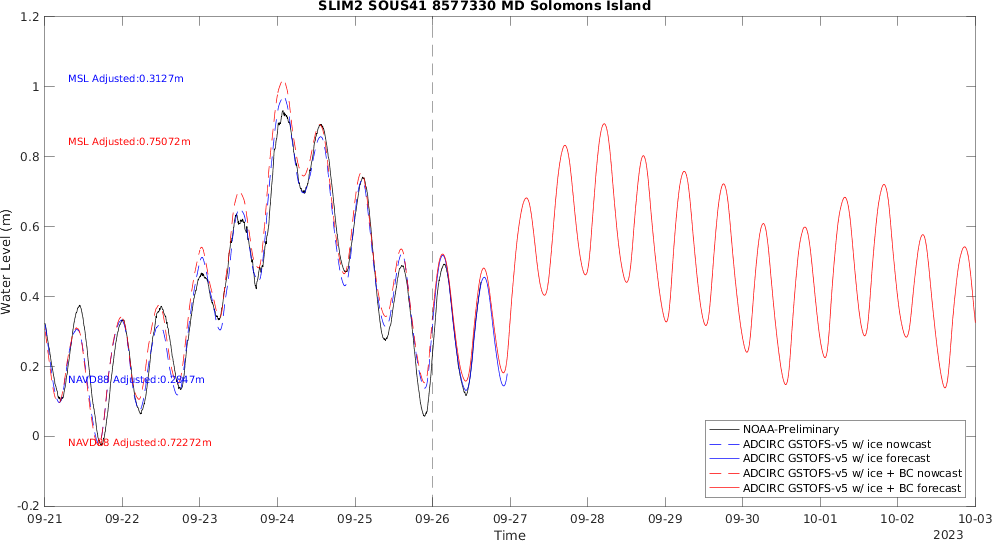 SLIM2 SOUS41 8577330 MD Solomons Island
1.2
1
0.8
0.6
0.4
0.2
0
-0.2
Water Level (m)
MSL Adjusted:0.3127m
MSL Adjusted:0.75072m
NAVD88 Adjusted:0.2847m
NAVD88 Adjusted:0.72272m
NOAA-Preliminary
ADCIRC GSTOFS-v5 w/ ice nowcast
ADCIRC GSTOFS-v5 w/ ice forecast
ADCIRC GSTOFS-v5 w/ ice + BC nowcast
ADCIRC GSTOFS-v5 w/ ice + BC forecast
09-21 09-22 09-23 09-24 09-25 09-26 09-27 09-28 09-29 09-30 10-01 10-02 10-03
Time
2023